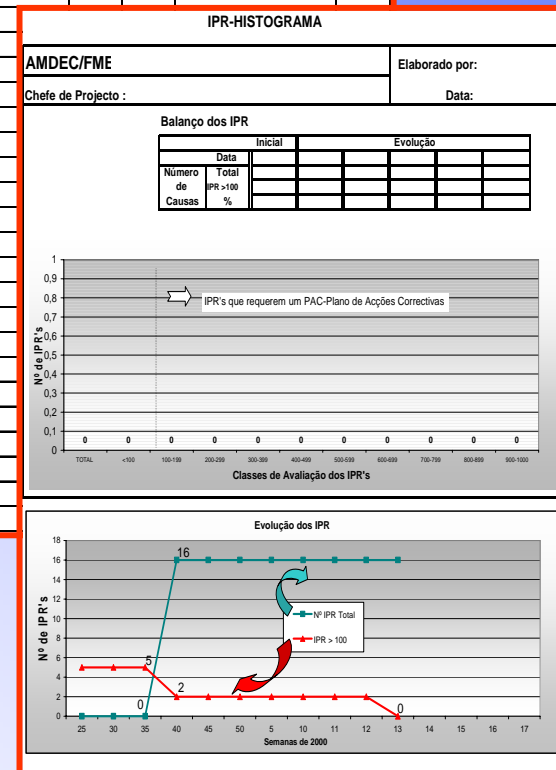 IPR-HISTOGRAMA
AMDEC/FME
Elaborado por:
Chefe de Projecto :
Data:
Balanço dos IPR
Inicial Evolução
Data
Número Total
de IPR >100
Causas %
1
0,9
0,8
0,7
0,6
0,5
0,4
0,3
0,2
0,1
0
Nº de IPR's
IPR's que requerem um PAC-Plano de Acções Correctivas
0 0 0 0 0 0 0 0 0 0 0
TOTAL <100 100-199 200-299 300-399 400-499 500-599 600-699 700-799 800-899 900-1000
Classes de Avaliação dos IPR's
Evolução dos IPR
18
16
14
12
10
8
6
4
2
0
Nº de IPR's
16
5
0
2
0
Nº IPR Total
IPR > 100
25 30 35 40 45 50 5 10 11 12 13 14 15 16 17
Semanas de 2000